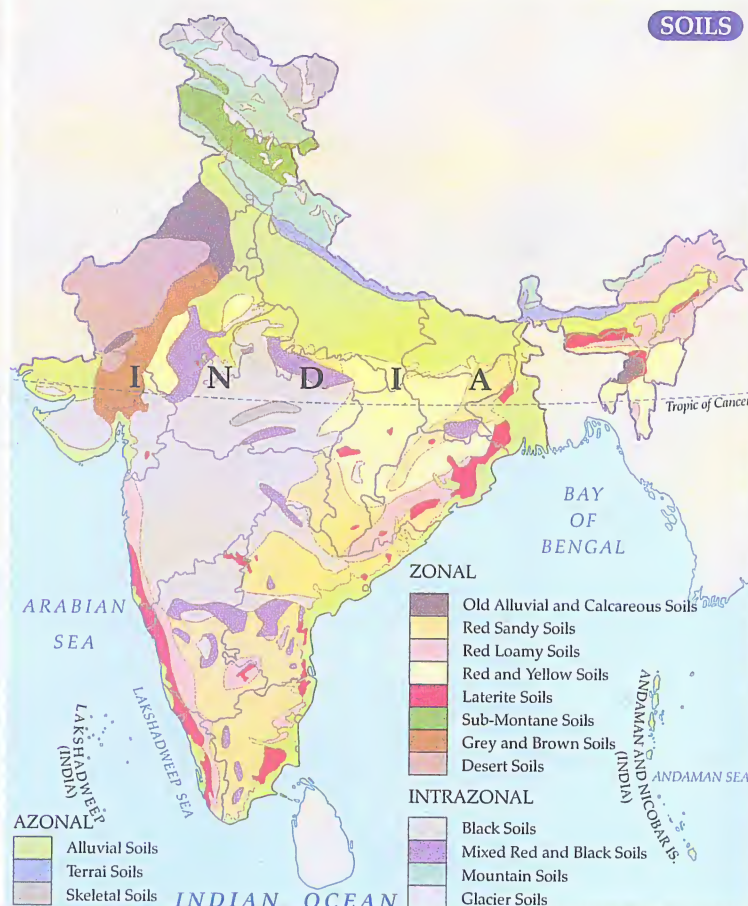 SOILS
I N D I A
Tropic of Cancer
BAY
OF
BENGAL
ARABIAN
SEA
LAKSHADWEEP
(INDIA)
LAKSHADWEEP SEA
ANDAMAN AND NICOBAR IS.
(INDIA)
ANDAMAN SEA
INDIAN OCEAN
ZONAL
Old Alluvial and Calcareous Soils
Red Sandy Soils
Red Loamy Soils
Red and Yellow Soils
Laterite Soils
Sub-Montane Soils
Grey and Brown Soils
Desert Soils
INTRAZONAL
Black Soils
Mixed Red and Black Soils
Mountain Soils
Glacier Soils
AZONAL
Alluvial Soils
Terrai Soils
Skeletal Soils